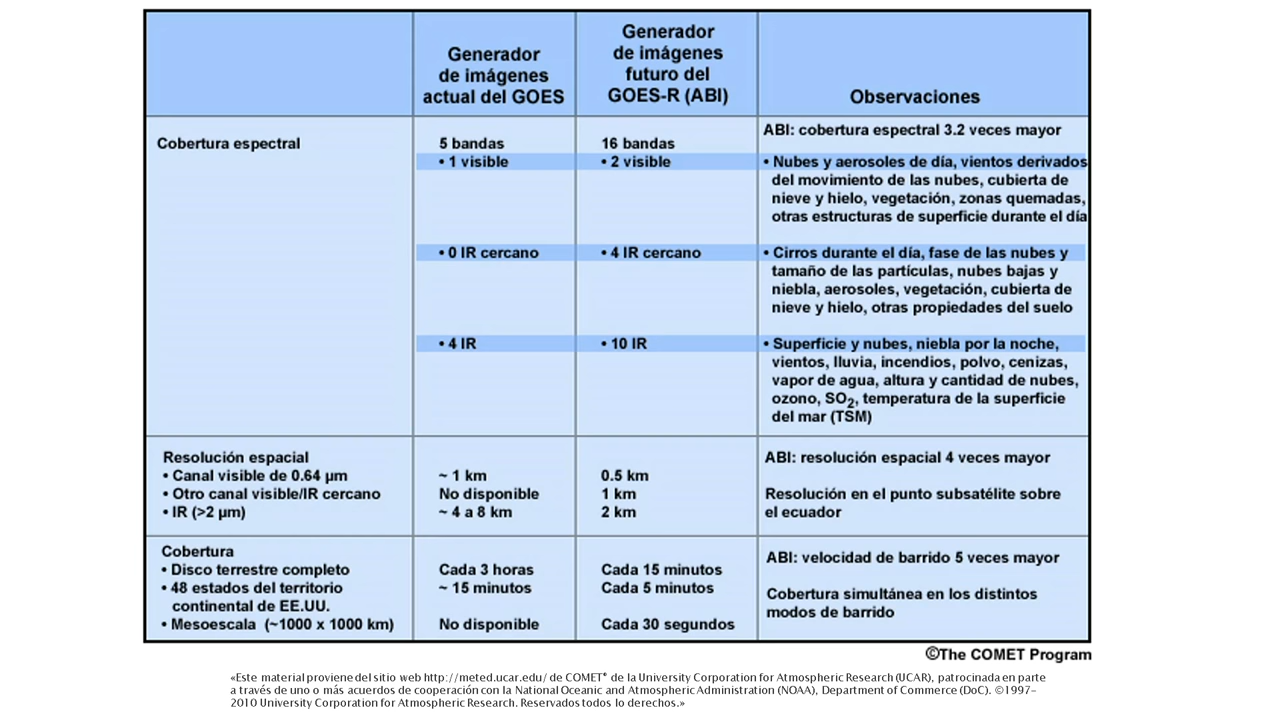 Generador
de imágenes
actual del GOES
Generador
de imágenes
futuro del
GOES-R (ABI)
Observaciones
Cobertura espectral
5 bandas
16 bandas
ABI: cobertura espectral 3.2 veces mayor
• 1 visible
• 2 visible
• Nubes y aerosoles de día, vientos derivados
del movimiento de las nubes, cubierta de
nieve y hielo, vegetación, zonas quemadas,
otras estructuras de superficie durante el día
• 0 IR cercano
• 4 IR cercano
• Cirros durante el día, fase de las nubes y
tamaño de las partículas, nubes bajas y
niebla, aerosoles, vegetación, cubierta de
nieve y hielo, otras propiedades del suelo
• 4 IR
• 10 IR
• Superficie y nubes, niebla por la noche,
vientos, lluvia, incendios, polvo, cenizas,
vapor de agua, altura y cantidad de nubes,
ozono, SO2, temperatura de la superficie
del mar (TSM)
Resolución espacial
• Canal visible de 0.64 µm
• Otro canal visible/IR cercano
• IR (>2 µm)
~ 1 km
No disponible
~ 4 a 8 km
0.5 km
1 km
2 km
ABI: resolución espacial 4 veces mayor
Resolución en el punto subsatélite sobre
el ecuador
Cobertura
• Disco terrestre completo
• 48 estados del territorio
continental de EE.UU.
• Mesoescala (~1000 x 1000 km)
Cada 3 horas
~ 15 minutos
No disponible
Cada 15 minutos
Cada 5 minutos
Cada 30 segundos
ABI: velocidad de barrido 5 veces mayor
Cobertura simultánea en los distintos
modos de barrido
©The COMET Program
«Este material proviene del sitio web http://meted.ucar.edu/ de COMET® de la University Corporation for Atmospheric Research (UCAR), patrocinada en parte
a través de uno o más acuerdos de cooperación con la National Oceanic and Atmospheric Administration (NOAA), Department of Commerce (DoC). ©1997–
2010 University Corporation for Atmospheric Research. Reservados todos lo derechos.»